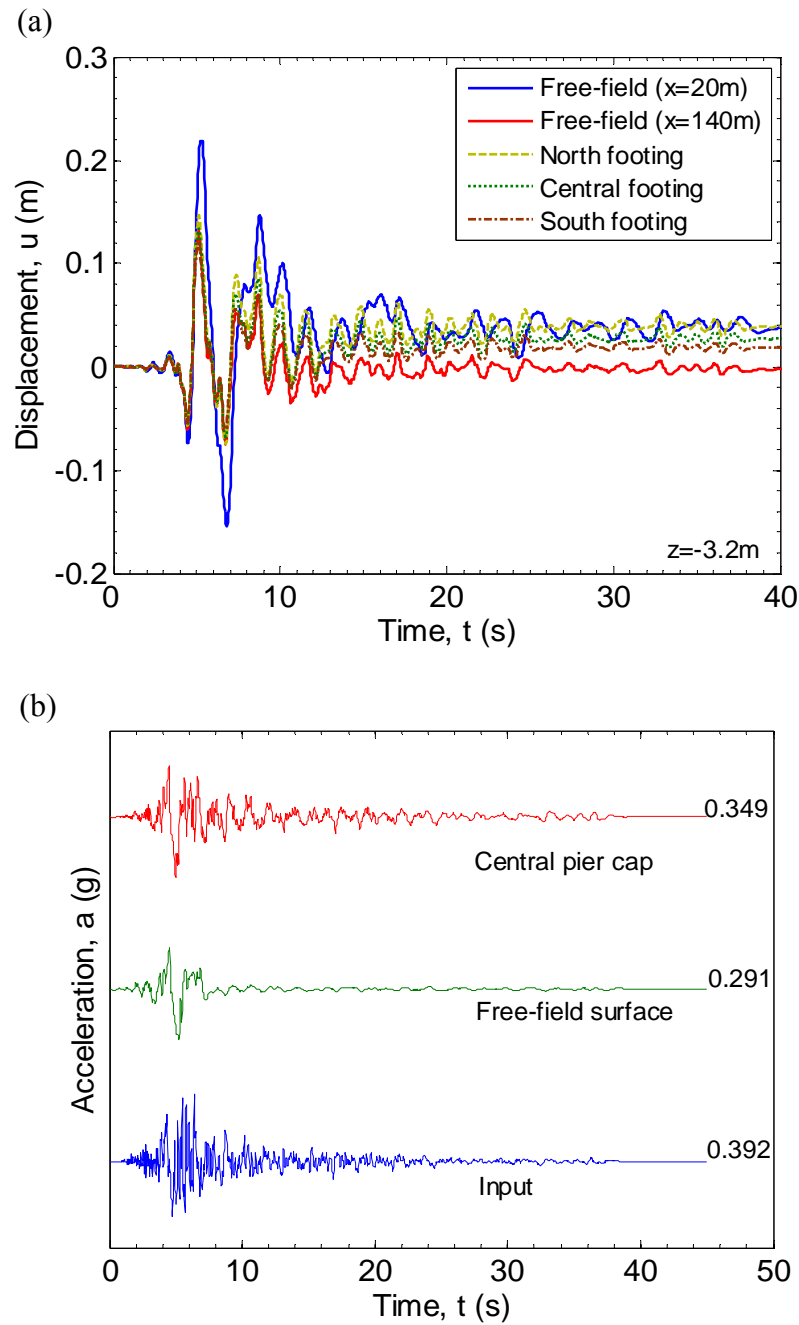 (a)
0.3
0.2
0.1
0
-0.1
-0.2
Displacement, u (m)
Free-field (x=20m)
Free-field (x=140m)
North footing
Central footing
South footing
z=-3.2m
0 10 20 30 40
Time, t (s)
(b)
Acceleration, a (g)
0.349
Central pier cap
0.291
Free-field surface
0.392
Input
0 10 20 30 40 50
Time, t (s)